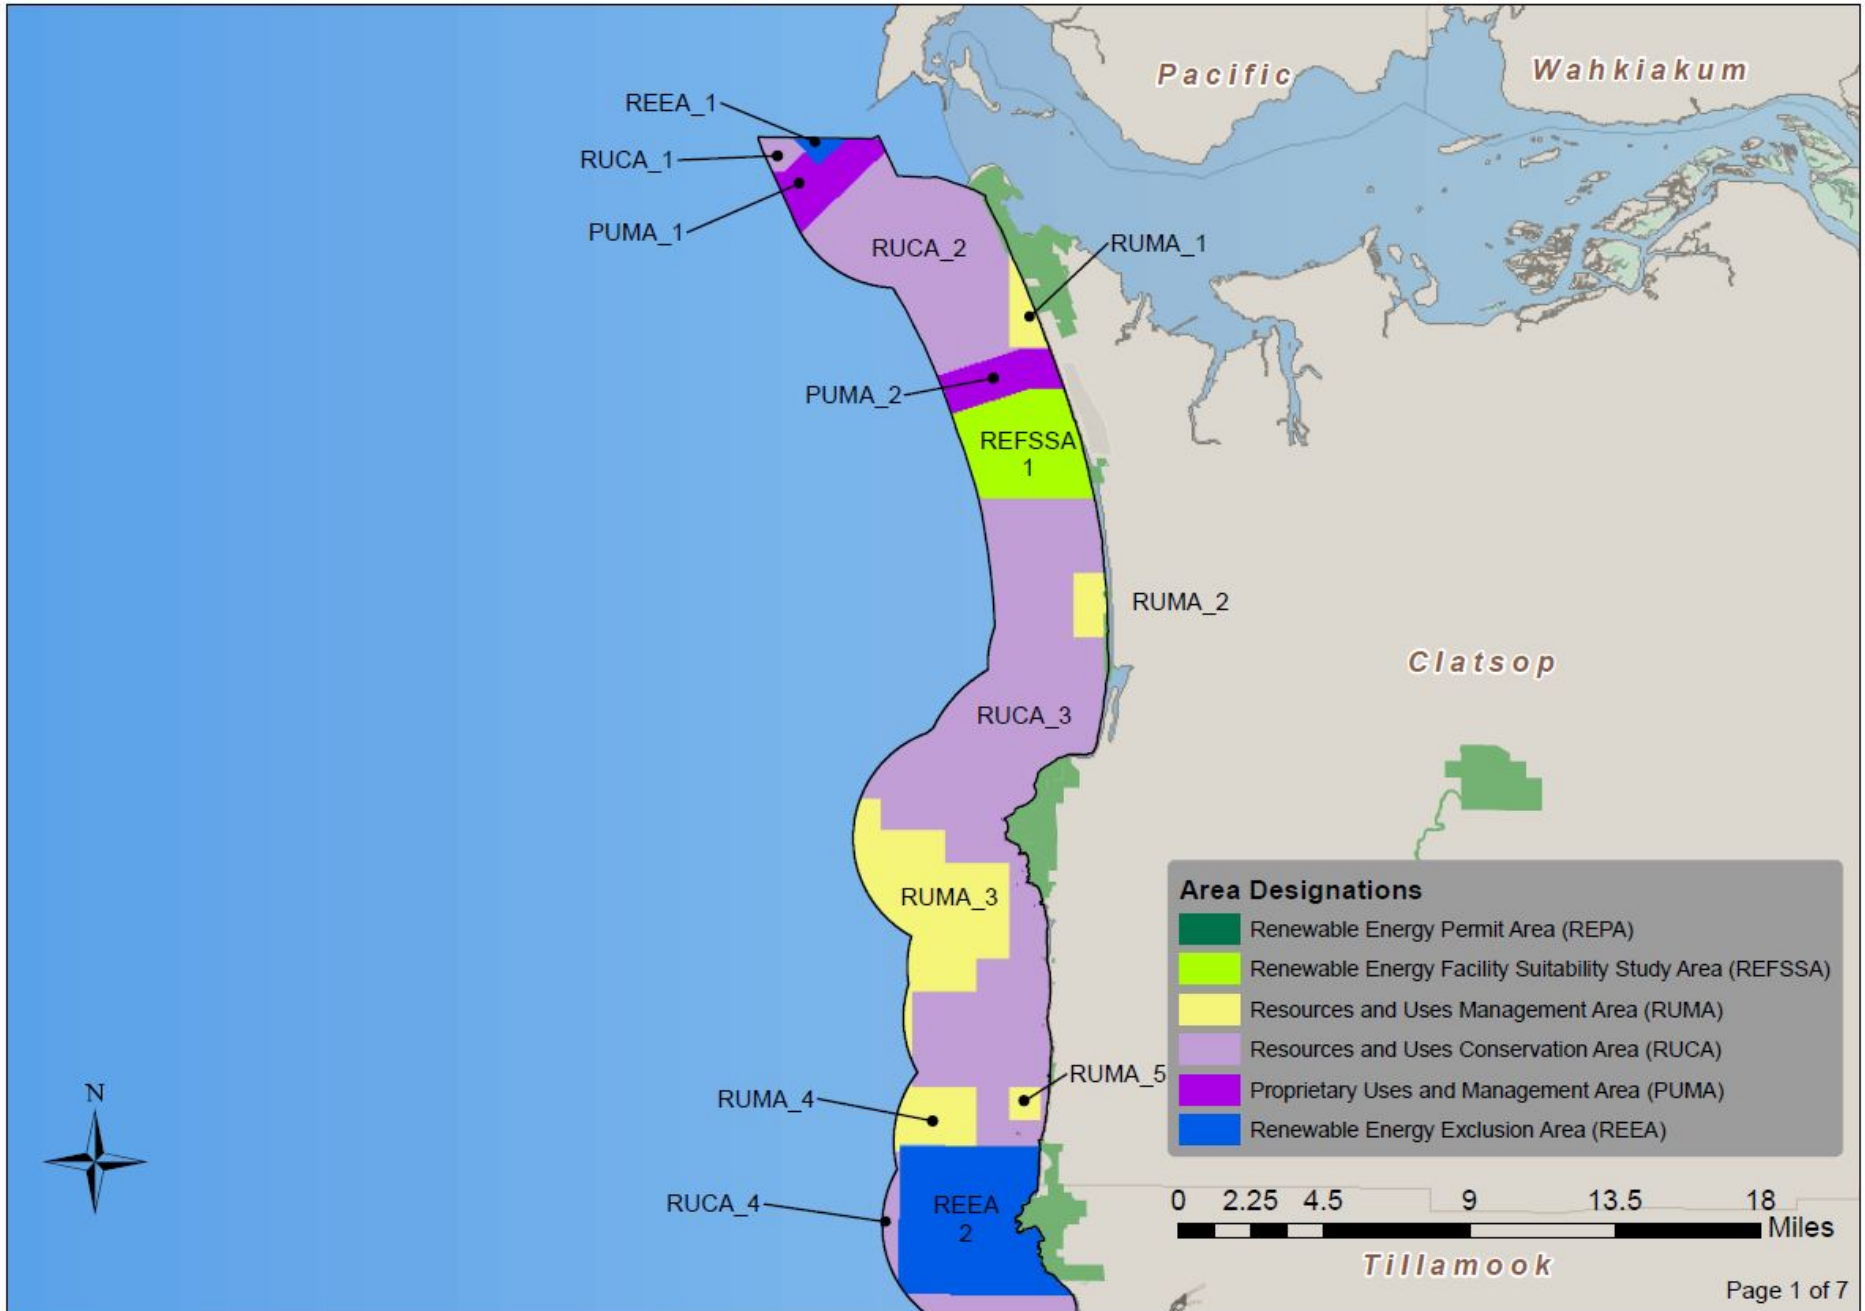 Pacific
Wahkiakum
REEA_1
RUCA_1
PUMA_1
RUCA_2
RUMA_1
PUMA_2
REFSSA
1
RUMA_2
Clatsop
RUCA_3
RUMA_3
Area Designations
Renewable Energy Permit Area (REPA)
Renewable Energy Facility Suitability Study Area (REFSSA)
Resources and Uses Management Area (RUMA)
Resources and Uses Conservation Area (RUCA)
Proprietary Uses and Management Area (PUMA)
Renewable Energy Exclusion Area (REEA)
RUMA_5
RUMA_4
N
RUCA_4
REEA
2
0 2.25 4.5 9 13.5 18
Miles
Tillamook
Page 1 of 7